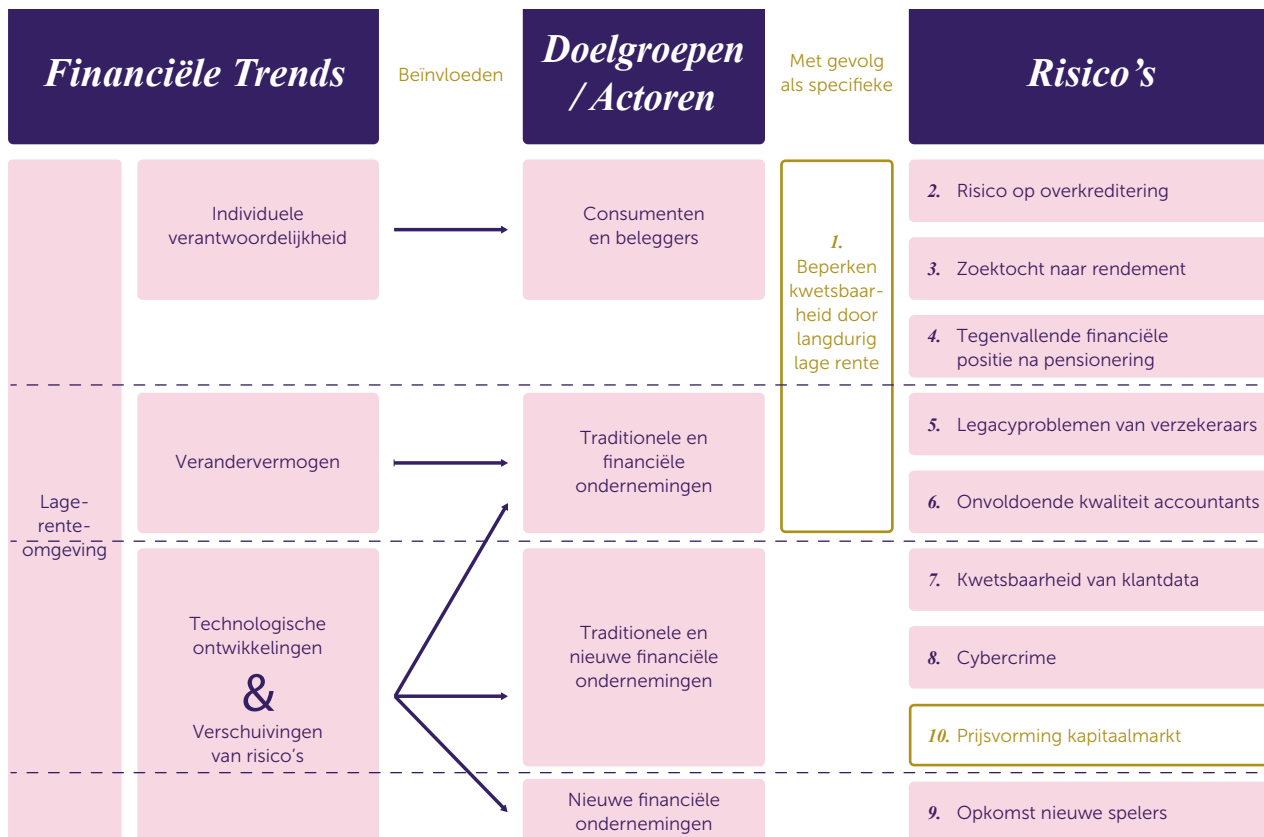 Financiële Trends
Beïnvloeden
Doelgroepen
/ Actoren
Met gevolg
als specifieke
Risico's
Lage-
rente-
omgeving
Individuele
verantwoordelijkheid
Consumenten
en beleggers
1.
Beperken
kwetsbaar-
heid door
langdurig
lage rente
2. Risico op overkreditering
3. Zoektocht naar rendement
4. Tegenvallende financiële
positie na pensionering
Verandervermogen
Traditionele en
financiële
ondernemingen
5. Legacyproblemen van verzekeraars
6. Onvoldoende kwaliteit accountants
Technologische
ontwikkelingen
&
Verschuivingen
van risico's
Traditionele en
nieuwe financiële
ondernemingen
7. Kwetsbaarheid van klantdata
8. Cybercrime
10. Prijsvorming kapitaalmarkt
Nieuwe financiële
ondernemingen
9. Opkomst nieuwe spelers